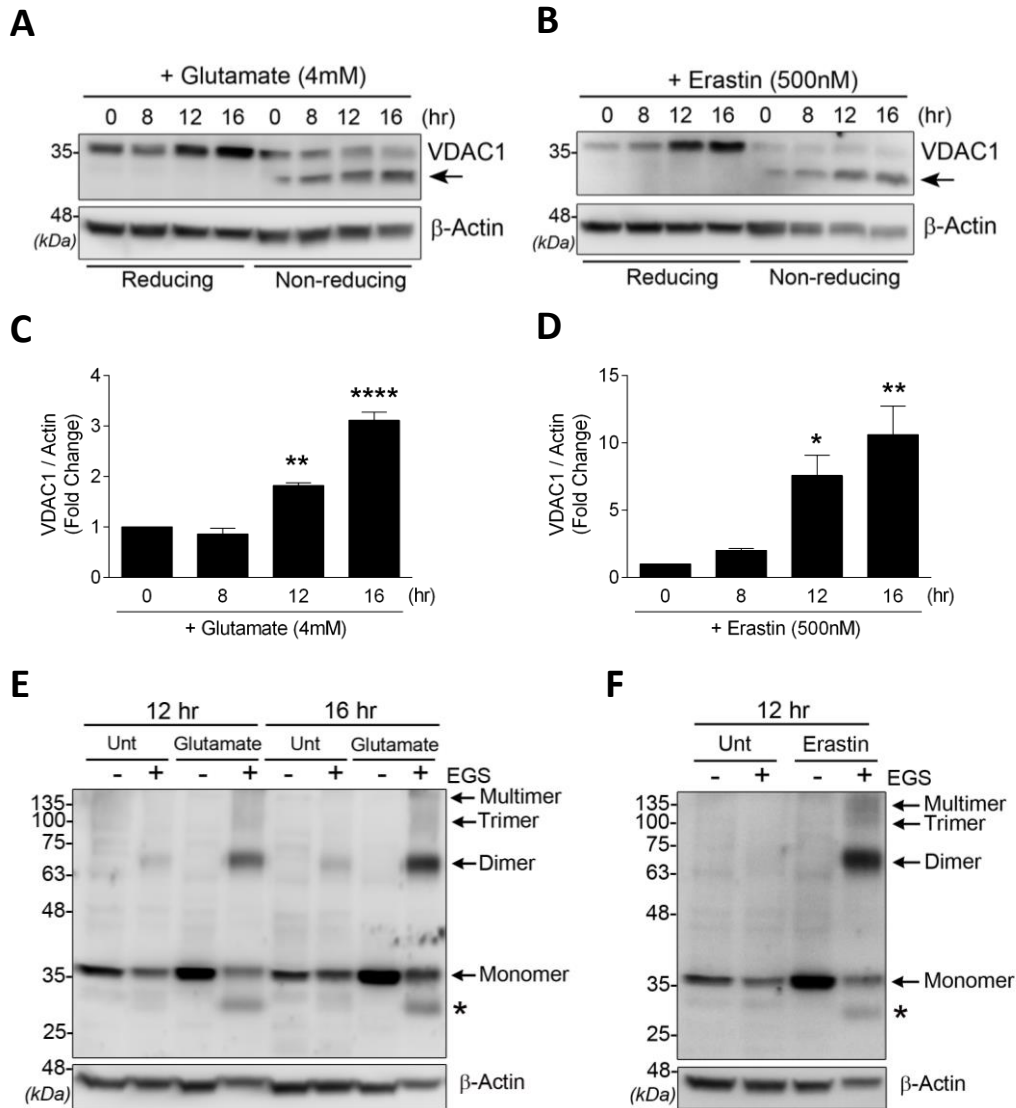 A
+ Glutamate (4mM)
0 8 12 16 0 8 12 16 (hr)
35- VDAC1
48-
(kDa) β-Actin
Reducing Non-reducing
B
+ Erastin (500nM)
0 8 12 16 0 8 12 16 (hr)
35- VDAC1
48-
(kDa) β-Actin
Reducing Non-reducing
C
VDAC1 / Actin
(Fold Change)
4
3
2
1
0
**
****
0 8 12 16 (hr)
+ Glutamate (4mM)
D
VDAC1 / Actin
(Fold Change)
15
10
5
0
*
**
0 8 12 16 (hr)
+ Erastin (500nM)
E
12 hr 16 hr
Unt Glutamate Unt Glutamate
- + - + - + - + EGS
135- Multimer
100- Trimer
75-
63- Dimer
48-
35- Monomer
*
25-
48-
(kDa) β-Actin
F
12 hr
Unt Erastin
- + - + EGS
135- Multimer
100- Trimer
75-
63- Dimer
48-
35- Monomer
*
25-
48-
(kDa) β-Actin